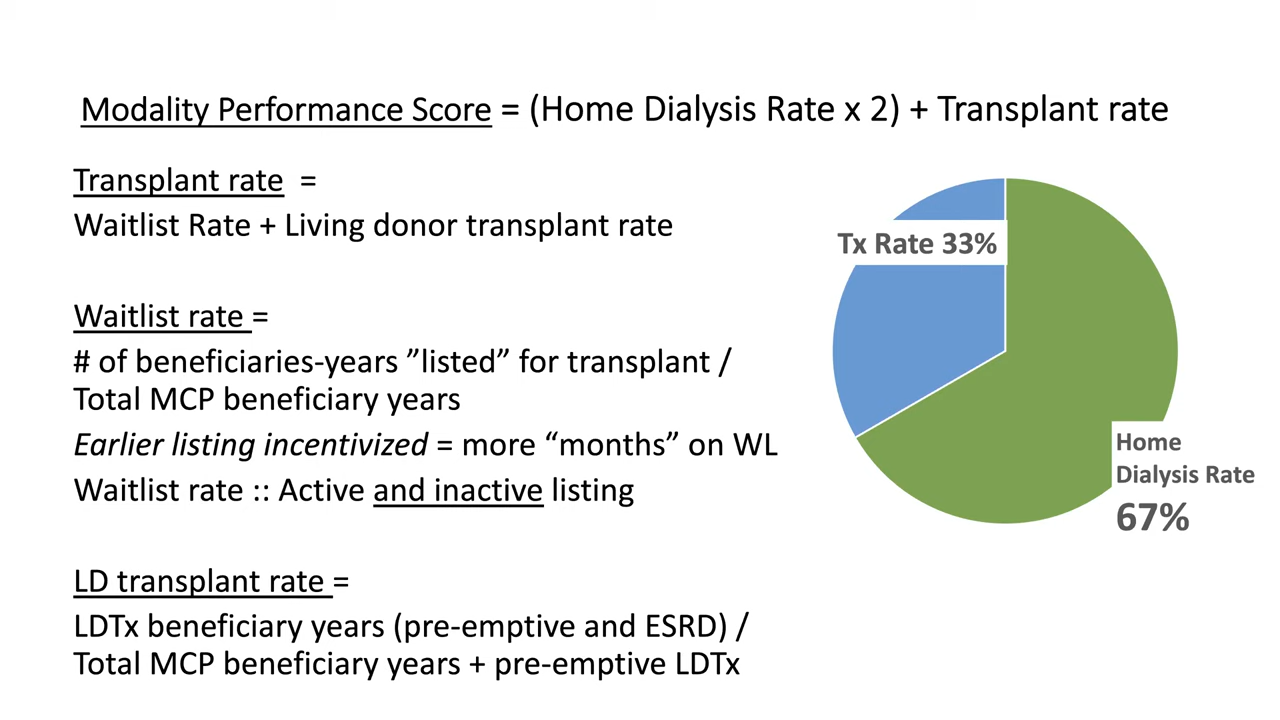 Modality Performance Score = (Home Dialysis Rate x 2) + Transplant rate
Transplant rate =
Waitlist Rate + Living donor transplant rate
Waitlist rate =
# of beneficiaries-years ”listed” for transplant /
Total MCP beneficiary years
Earlier listing incentivized = more “months” on WL
Waitlist rate :: Active and inactive listing
LD transplant rate =
LDTx beneficiary years (pre-emptive and ESRD) /
Total MCP beneficiary years + pre-emptive LDTx
Tx Rate 33%
Home
Dialysis Rate
67%